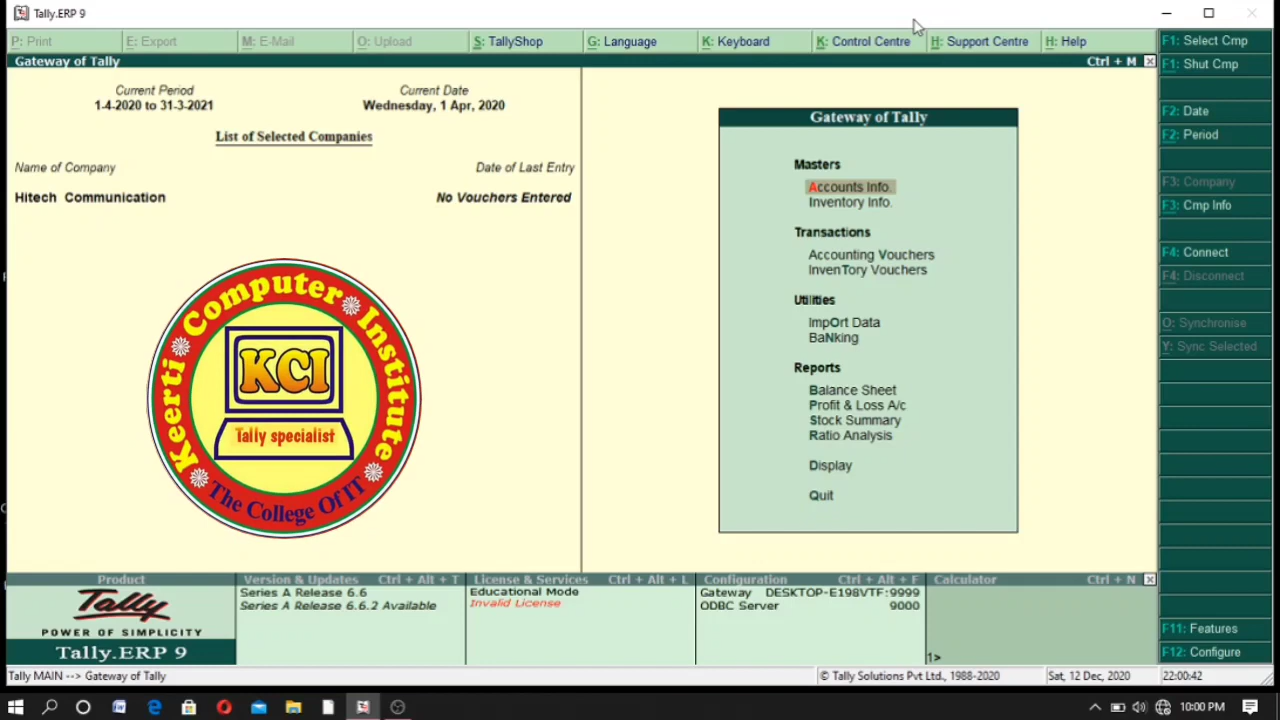 Tally.ERP 9
P: Print
E: Export
M: E-Mail
O: Upload
S: TallyShop
G: Language
K: Keyboard
K: Control Centre
H: Support Centre
H: Help
Gateway of Tally
Ctrl + M
Current Period
1-4-2020 to 31-3-2021
Current Date
Wednesday, 1 Apr, 2020
List of Selected Companies
Name of Company
Date of Last Entry
Hitech Communication
No Vouchers Entered
Keerti Computer Institute
KCI
Tally specialist
The College Of IT
Gateway of Tally
Masters
Accounts Info.
Inventory Info.
Transactions
Accounting Vouchers
InvenTory Vouchers
Utilities
ImpOrt Data
BaNking
Reports
Balance Sheet
Profit & Loss A/c
Stock Summary
Ratio Analysis
Display
Quit
F1: Select Cmp
F1: Shut Cmp
F2: Date
F2: Period
F3: Company
F3: Cmp Info
F4: Connect
F4: Disconnect
O: Synchronise
Y: Sync Selected
F11: Features
F12: Configure
Product
Tally
POWER OF SIMPLICITY
Tally.ERP 9
Version & Updates Ctrl + Alt + T
Series A Release 6.6
Series A Release 6.6.2 Available
License & Services Ctrl + Alt + L
Educational Mode
Invalid License
Configuration Ctrl + Alt + F
Gateway DESKTOP-E198VTF:9999
ODBC Server 9000
Calculator Ctrl + N
1>
Tally MAIN --> Gateway of Tally
© Tally Solutions Pvt Ltd., 1988-2020
Sat, 12 Dec, 2020
22:00:42
10:00 PM